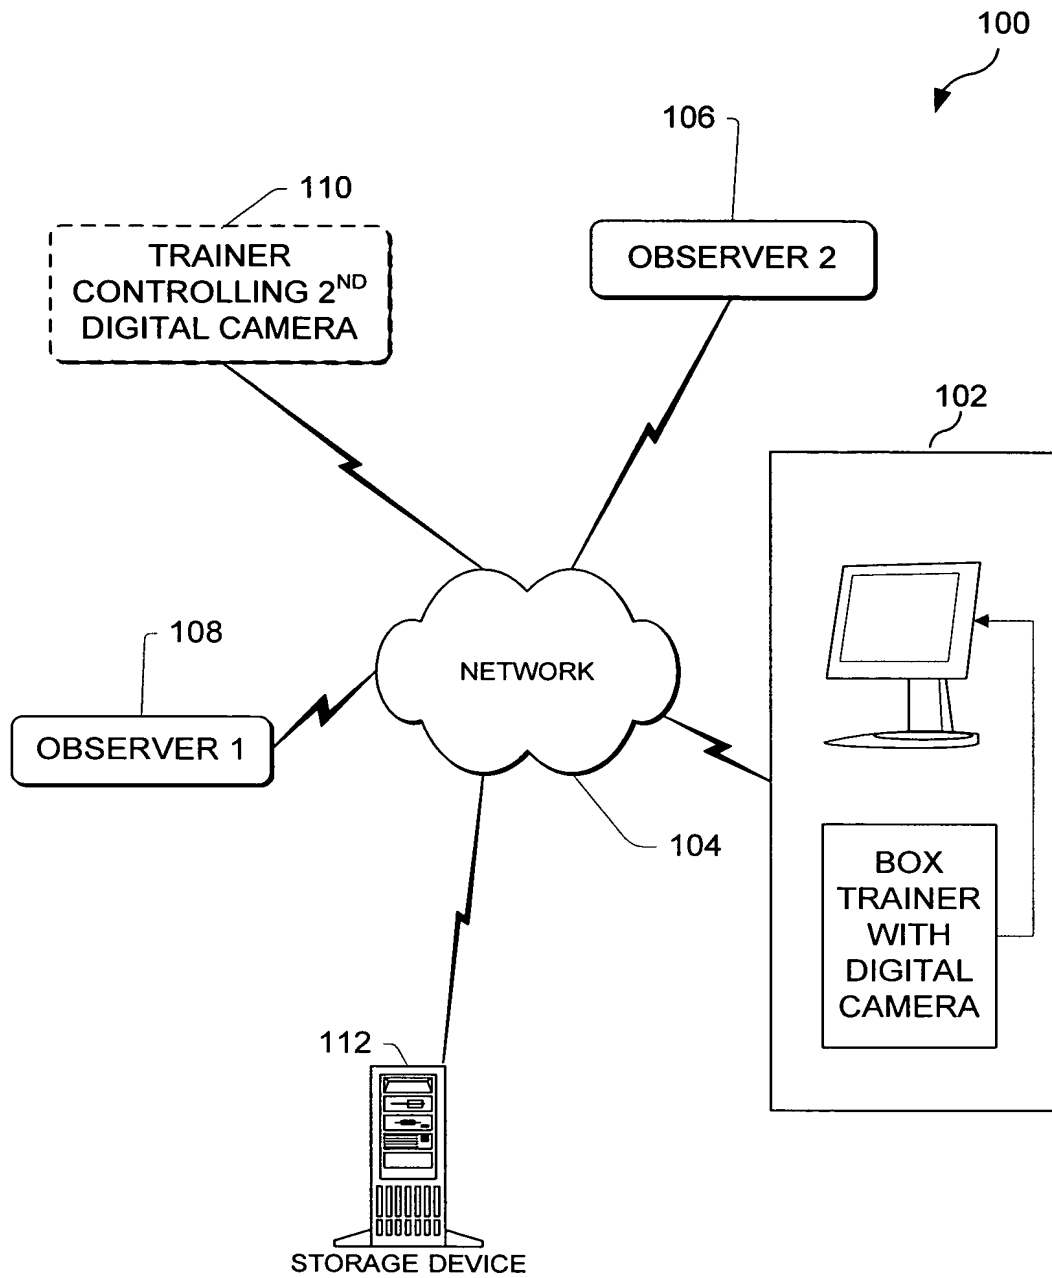 100
106
110
OBSERVER 2
TRAINER
CONTROLLING 2ND
DIGITAL CAMERA
102
108
NETWORK
OBSERVER 1
104
BOX
TRAINER
WITH
DIGITAL
CAMERA
112
STORAGE DEVICE